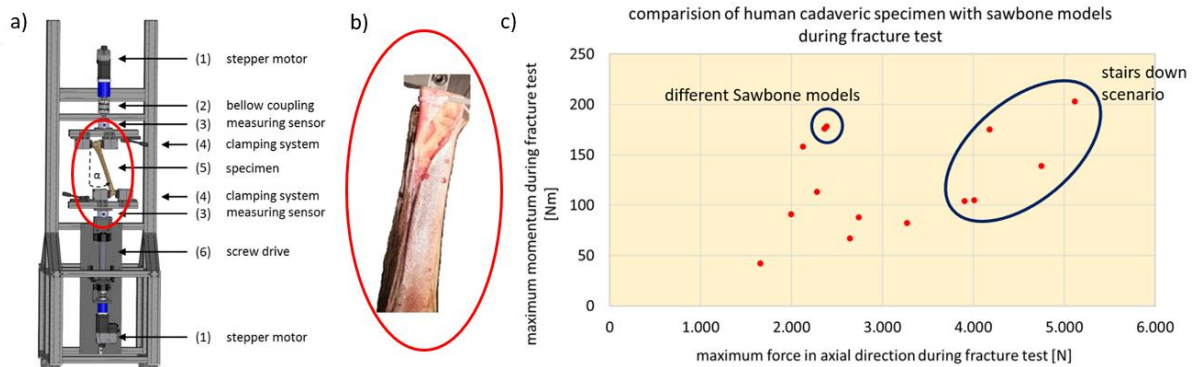 a)
(1) stepper motor
(2) bellow coupling
(3) measuring sensor
(4) clamping system
(5) specimen
α
(4) clamping system
(3) measuring sensor
(6) screw drive
(1) stepper motor
b)
c)
comparision of human cadaveric specimen with sawbone models
during fracture test
maximum momentum during fracture test
[Nm]
250
200
150
100
50
0
different Sawbone models
stairs down
scenario
0 1.000 2.000 3.000 4.000 5.000 6.000
maximum force in axial direction during fracture test [N]